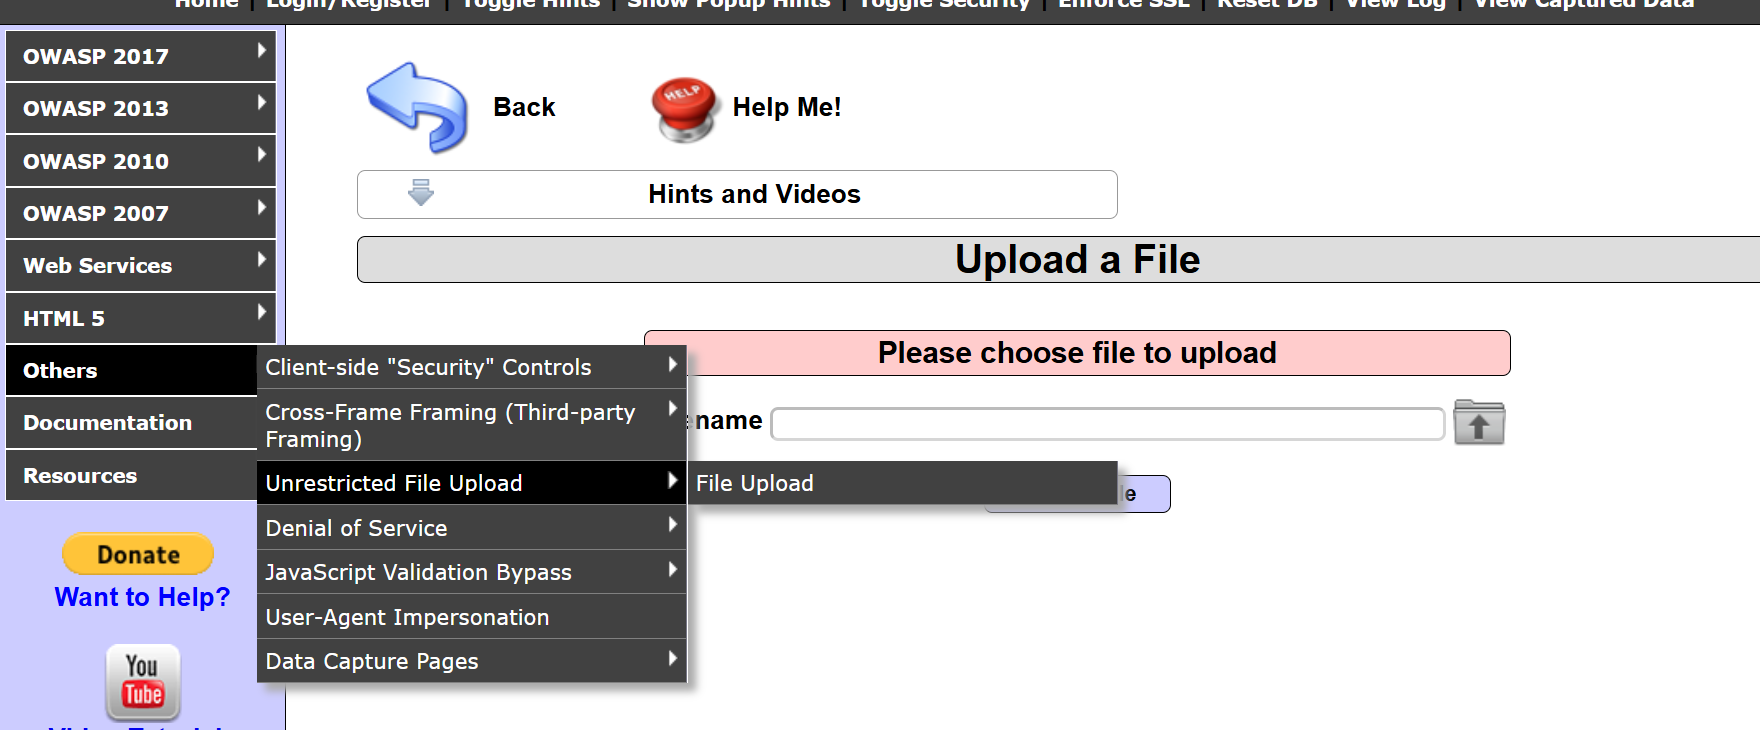 Home | Login/Register | Toggle Hints | Show Popup Hints | Toggle Security | Enforce SSL | Reset DB | View Log | View Captured Data
OWASP 2017
OWASP 2013
OWASP 2010
OWASP 2007
Web Services
HTML 5
Others
Documentation
Resources
Donate
Want to Help?
You
Tube
Client-side "Security" Controls
Cross-Frame Framing (Third-party
Framing)
Unrestricted File Upload
Denial of Service
JavaScript Validation Bypass
User-Agent Impersonation
Data Capture Pages
File Upload
Back
HELP
Help Me!
Hints and Videos
Upload a File
Please choose file to upload
ename
le